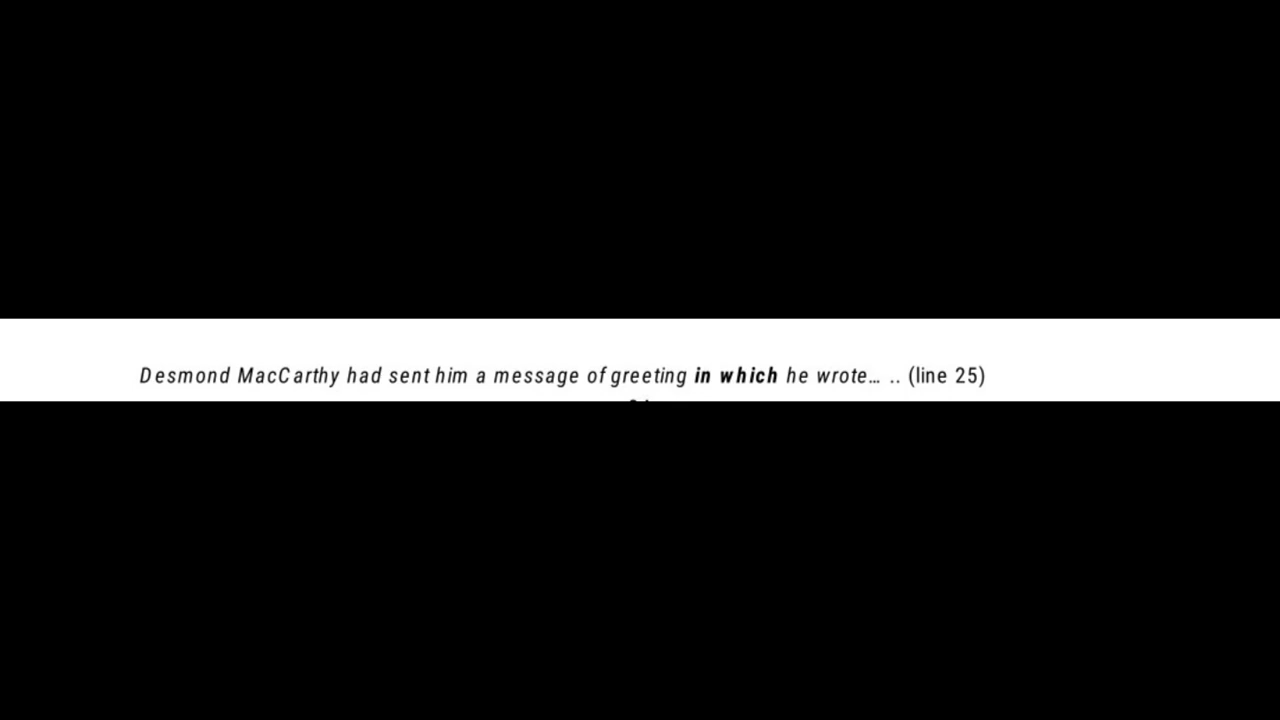 Desmond MacCarthy had sent him a message of greeting in which he wrote… .. (line 25)